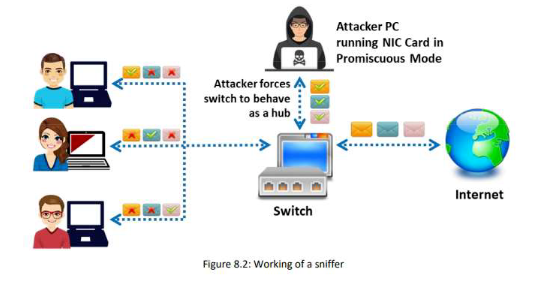 Attacker PC
running NIC Card in
Promiscuous Mode
Attacker forces
switch to behave
as a hub
Switch
Internet
Figure 8.2: Working of a sniffer